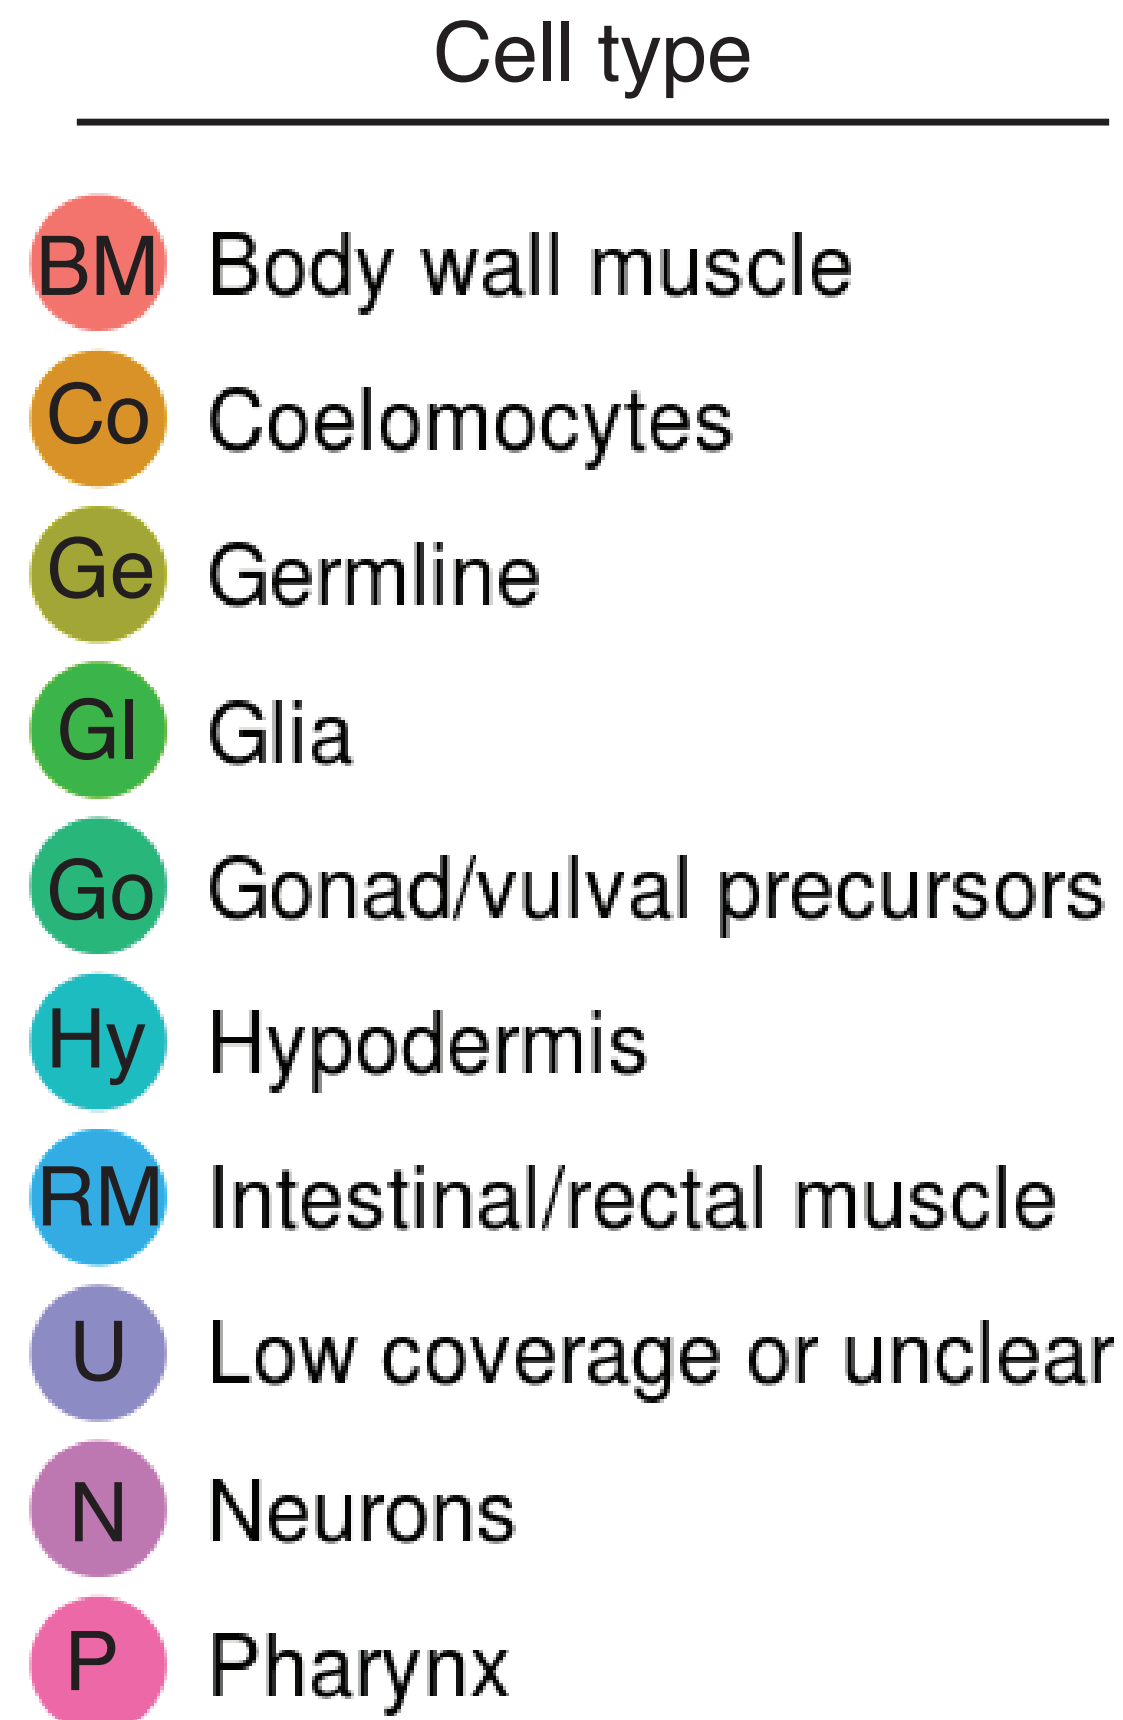 Cell type
BM Body wall muscle
Co Coelomocytes
Ge Germline
Gl Glia
Go Gonad/vulval precursors
Hy Hypodermis
RM Intestinal/rectal muscle
U Low coverage or unclear
N Neurons
P Pharynx